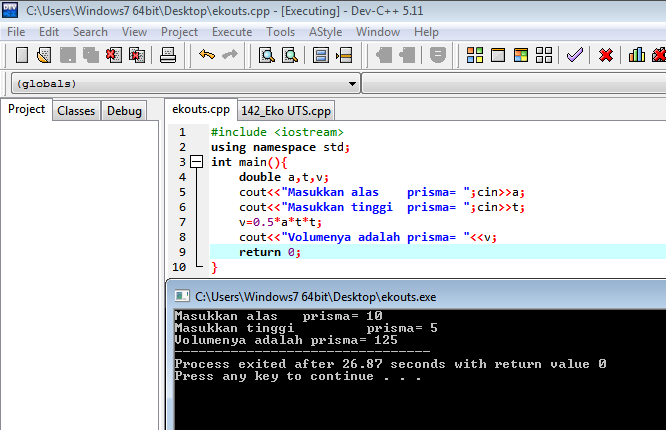 C:\Users\Windows7 64bit\Desktop\ekouts.cpp - [Executing] - Dev-C++ 5.11
File Edit Search View Project Execute Tools AStyle Window Help
(globals)
Project Classes Debug
ekouts.cpp 142_Eko UTS.cpp
1 #include <iostream>
2 using namespace std;
3 int main(){
4 double a,t,v;
5 cout<<"Masukkan alas    prisma= ";cin>>a;
6 cout<<"Masukkan tinggi  prisma= ";cin>>t;
7 v=0.5*a*t*t;
8 cout<<"Volumenya adalah prisma= "<<v;
9 return 0;
10 }
C:\Users\Windows7 64bit\Desktop\ekouts.exe
Masukkan alas   prisma= 10
Masukkan tinggi         prisma= 5
Volumenya adalah prisma= 125
--------------------------------
Process exited after 26.87 seconds with return value 0
Press any key to continue . . .